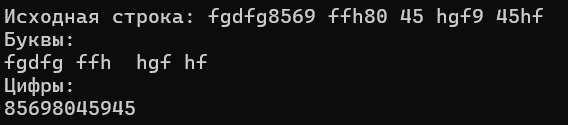 Исходная строка: fgdfg8569 ffh80 45 hgf9 45hf
Буквы:
fgdfg ffh  hgf hf
Цифры:
85698045945